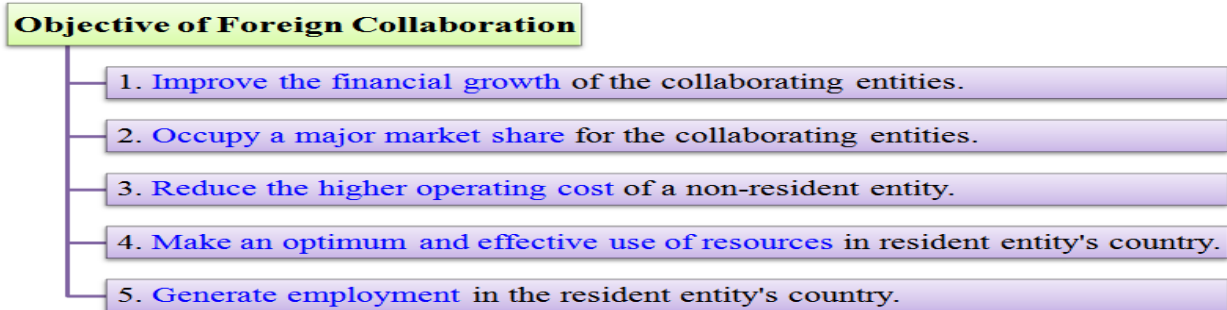 Objective of Foreign Collaboration
1. Improve the financial growth of the collaborating entities.
2. Occupy a major market share for the collaborating entities.
3. Reduce the higher operating cost of a non-resident entity.
4. Make an optimum and effective use of resources in resident entity's country.
5. Generate employment in the resident entity's country.